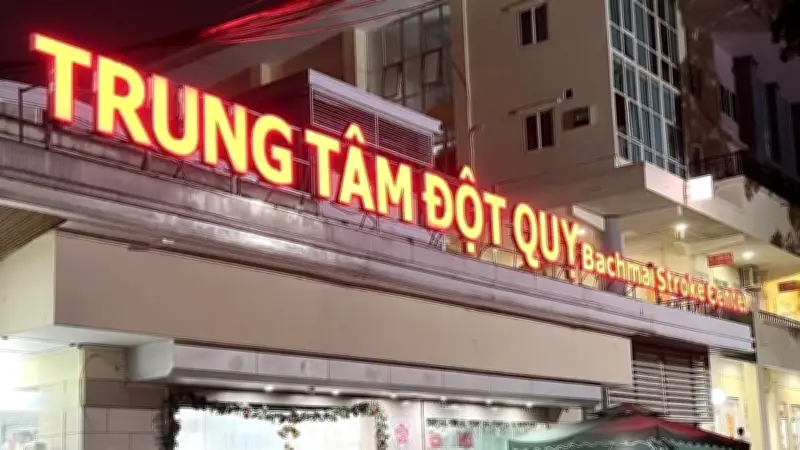 TRUNG TÂM ĐỘT QUỴ
Bachmai Stroke Center